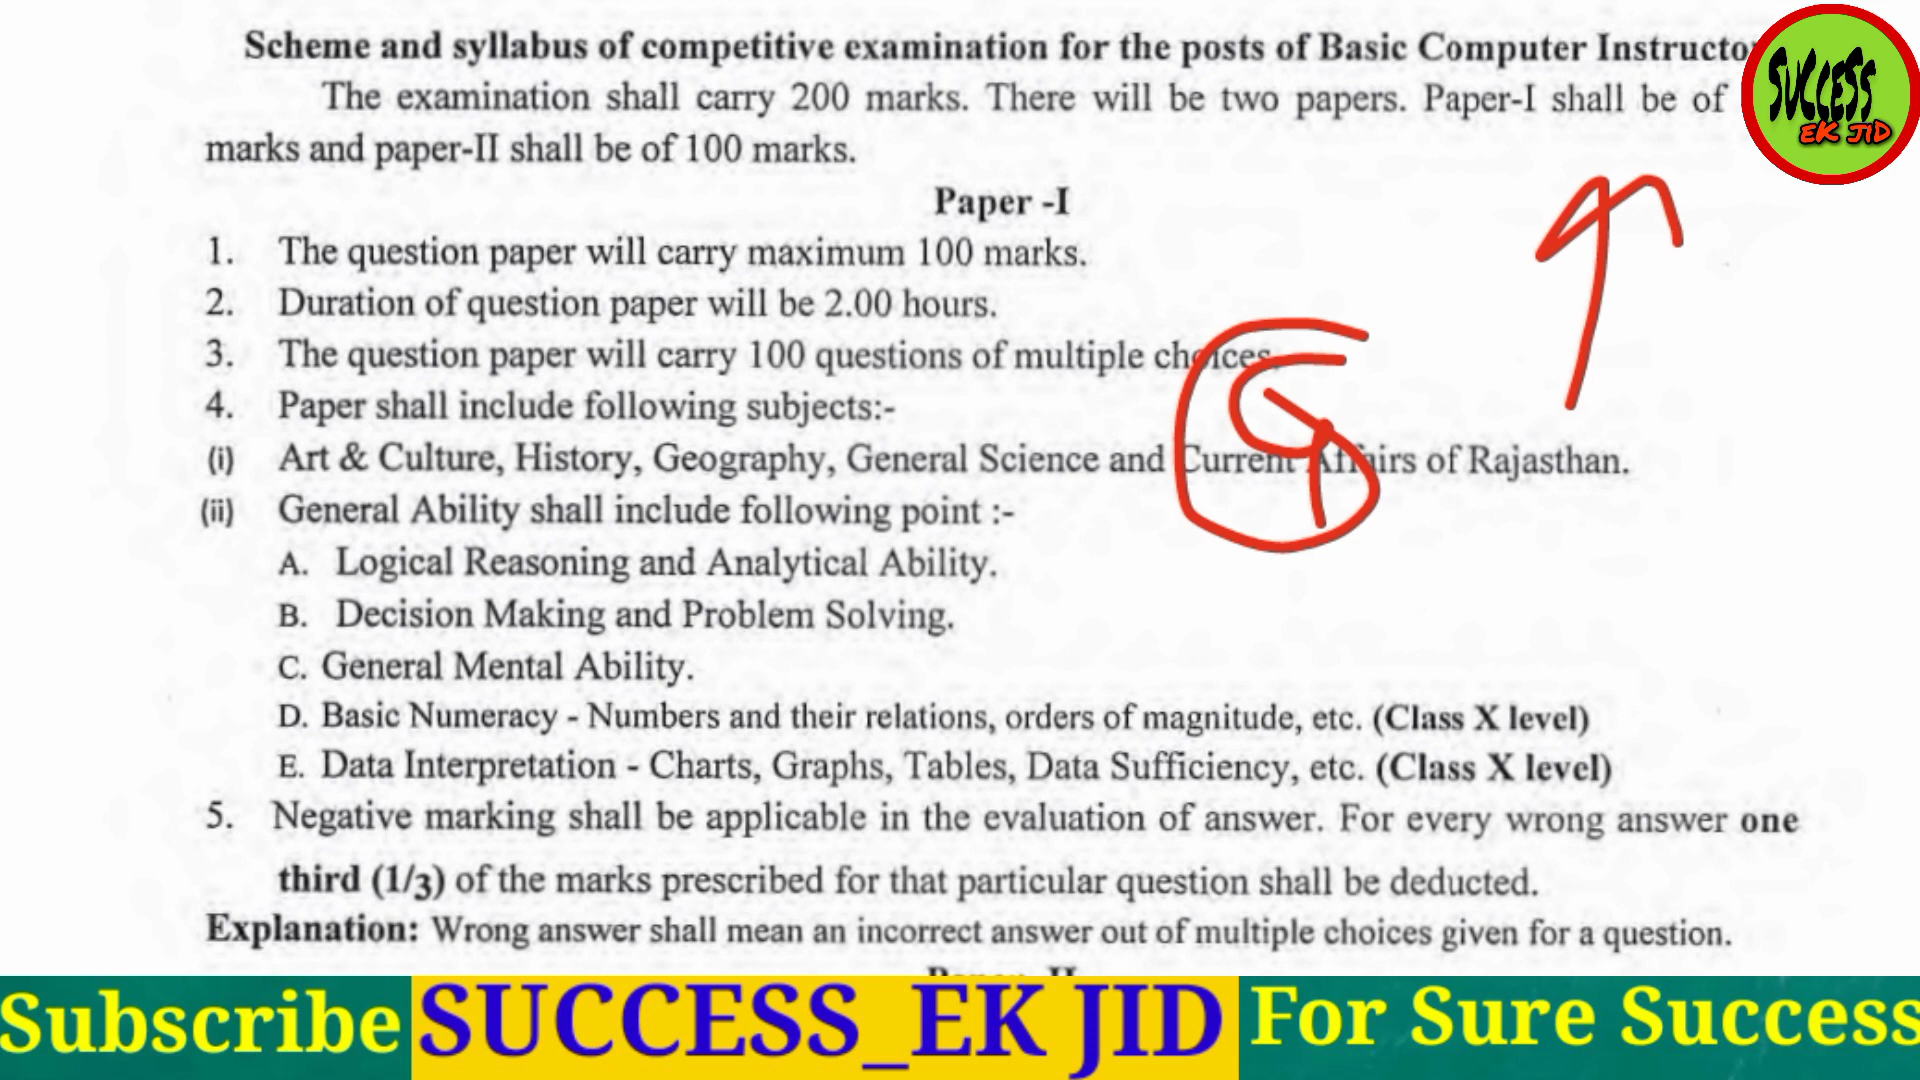 Scheme and syllabus of competitive examination for the posts of Basic Computer Instructo
SUCCESS
EK JID
The examination shall carry 200 marks. There will be two papers. Paper-I shall be of
marks and paper-II shall be of 100 marks.
Paper -I
1. The question paper will carry maximum 100 marks.
2. Duration of question paper will be 2.00 hours.
3. The question paper will carry 100 questions of multiple choices.
4. Paper shall include following subjects:-
(i) Art & Culture, History, Geography, General Science and Current Affairs of Rajasthan.
(ii) General Ability shall include following point :-
A. Logical Reasoning and Analytical Ability.
B. Decision Making and Problem Solving.
C. General Mental Ability.
D. Basic Numeracy - Numbers and their relations, orders of magnitude, etc. (Class X level)
E. Data Interpretation - Charts, Graphs, Tables, Data Sufficiency, etc. (Class X level)
5. Negative marking shall be applicable in the evaluation of answer. For every wrong answer one
third (1/3) of the marks prescribed for that particular question shall be deducted.
Explanation: Wrong answer shall mean an incorrect answer out of multiple choices given for a question.
Subscribe SUCCESS_EK JID For Sure Success